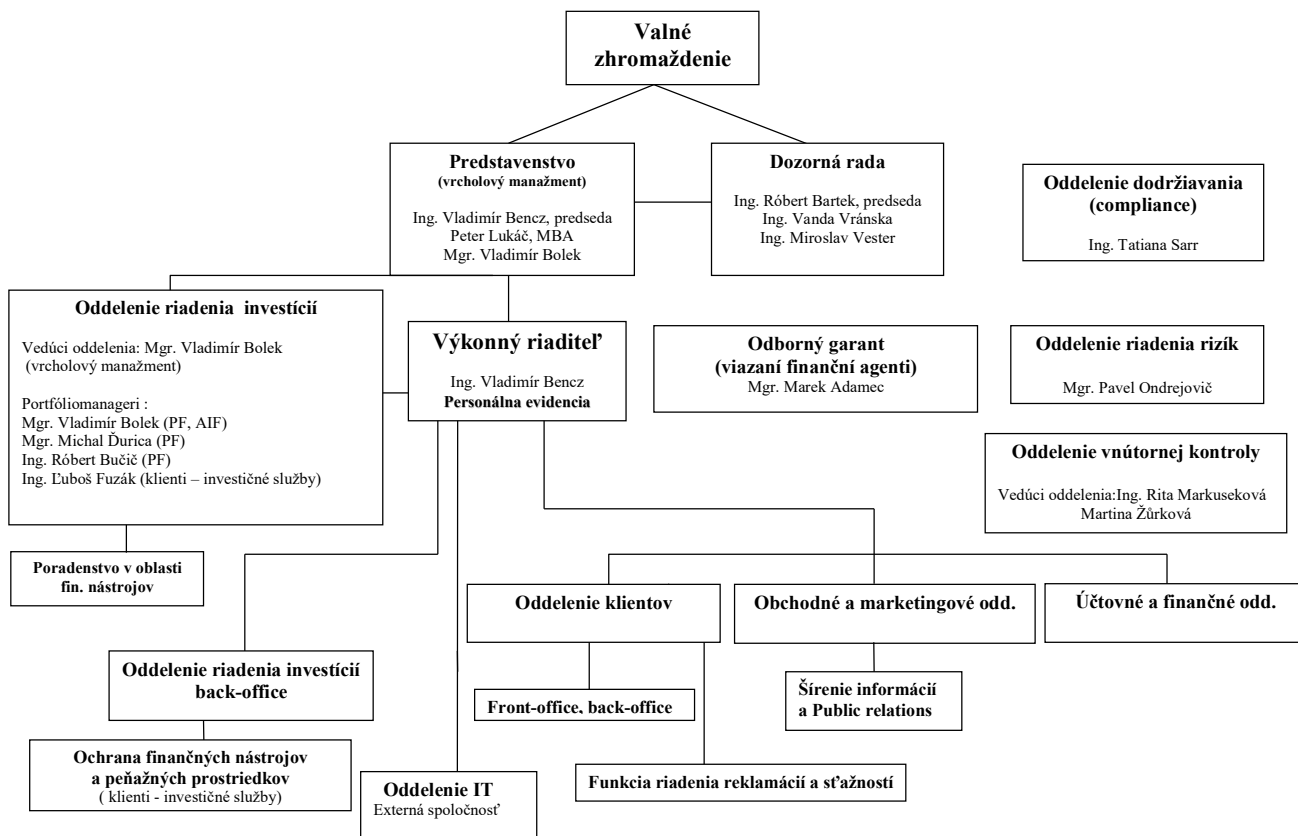 Valné
zhromaždenie
Predstavenstvo
(vrcholový manažment)
Ing. Vladimír Bencz, predseda
Peter Lukáč, MBA
Mgr. Vladimír Bolek
Dozorná rada
Ing. Róbert Bartek, predseda
Ing. Vanda Vránska
Ing. Miroslav Vester
Oddelenie dodržiavania
(compliance)
Ing. Tatiana Sarr
Oddelenie riadenia investícií
Vedúci oddelenia: Mgr. Vladimír Bolek
(vrcholový manažment)
Portfóliomanageri :
Mgr. Vladimír Bolek (PF, AIF)
Mgr. Michal Ďurica (PF)
Ing. Róbert Bučič (PF)
Ing. Ľuboš Fuzák (klienti – investičné služby)
Výkonný riaditeľ
Ing. Vladimír Bencz
Personálna evidencia
Odborný garant
(viazaní finanční agenti)
Mgr. Marek Adamec
Oddelenie riadenia rizík
Mgr. Pavel Ondrejovič
Oddelenie vnútornej kontroly
Vedúci oddelenia:Ing. Rita Markuseková
Martina Žůrková
Poradenstvo v oblasti
fin. nástrojov
Oddelenie klientov
Obchodné a marketingové odd.
Účtovné a finančné odd.
Oddelenie riadenia investícií
back-office
Front-office, back-office
Šírenie informácií
a Public relations
Ochrana finančných nástrojov
a peňažných prostriedkov
( klienti - investičné služby)
Oddelenie IT
Externá spoločnosť
Funkcia riadenia reklamácií a sťažností